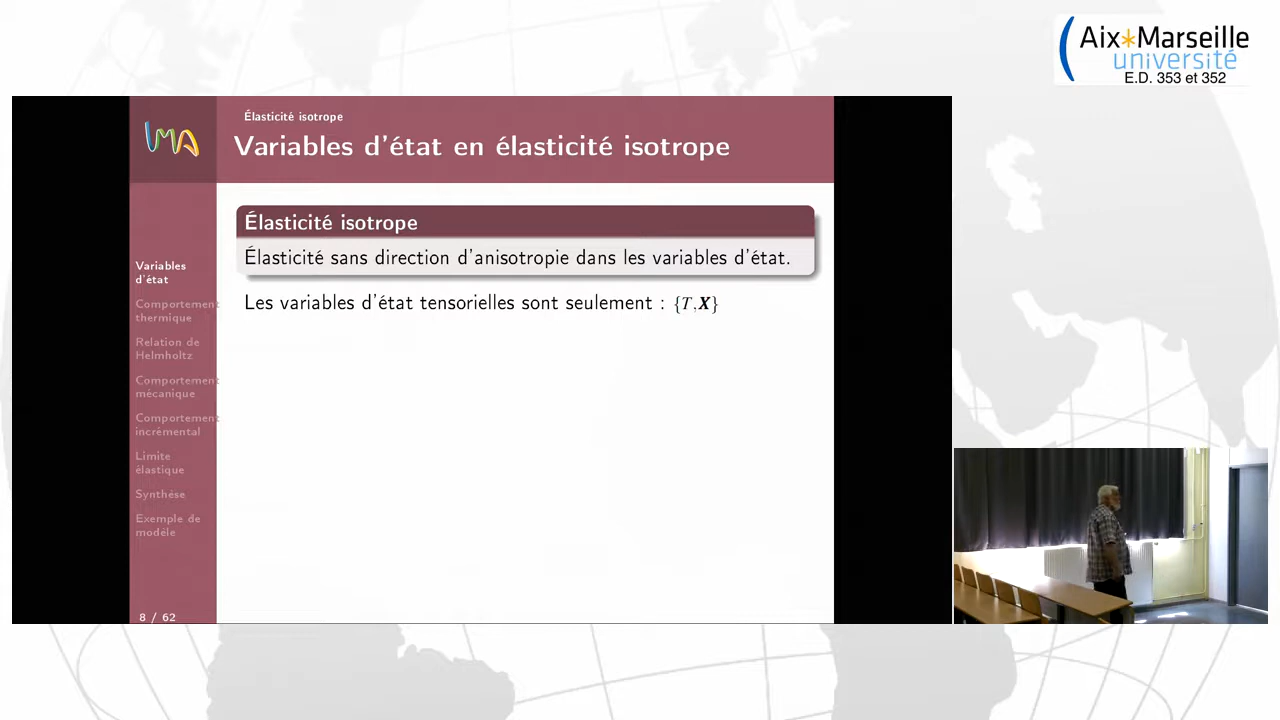 Aix*Marseille
université
E.D. 353 et 352
LMA
Élasticité isotrope
Variables d'état en élasticité isotrope
Élasticité isotrope
Élasticité sans direction d'anisotropie dans les variables d'état.
Les variables d'état tensorielles sont seulement : {T,X}
Variables
d'état
Comportement
thermique
Relation de
Helmholtz
Comportement
mécanique
Comportement
incrémental
Limite
élastique
Synthèse
Exemple de
modèle
8 / 62